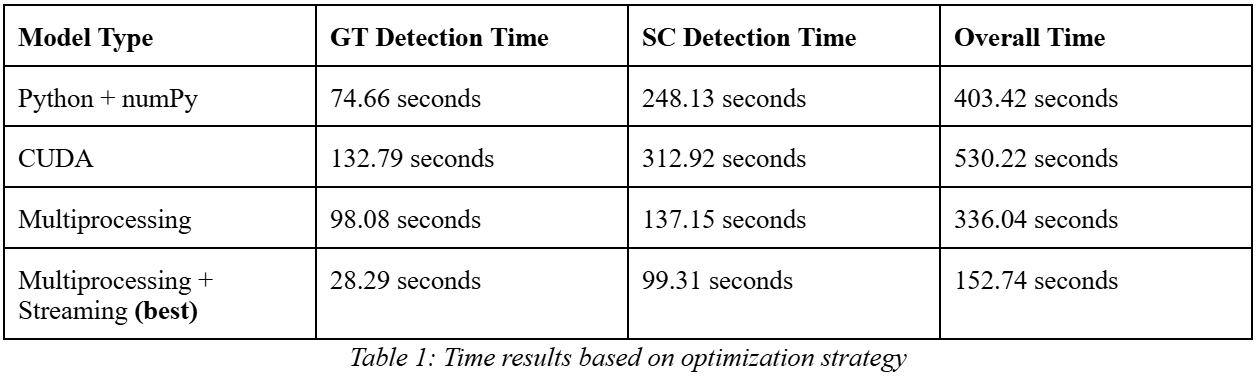 Model Type GT Detection Time SC Detection Time Overall Time
Python + numPy 74.66 seconds 248.13 seconds 403.42 seconds
CUDA 132.79 seconds 312.92 seconds 530.22 seconds
Multiprocessing 98.08 seconds 137.15 seconds 336.04 seconds
Multiprocessing + 28.29 seconds 99.31 seconds 152.74 seconds
Streaming (best)
Table 1: Time results based on optimization strategy